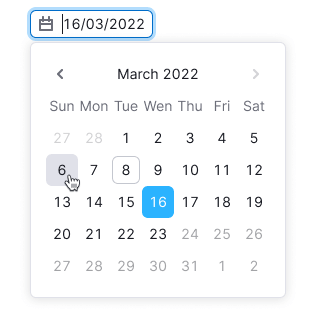 16/03/2022
March 2022
Sun Mon Tue Wen Thu Fri Sat
27 28 1 2 3 4 5
6 7 8 9 10 11 12
13 14 15 16 17 18 19
20 21 22 23 24 25 26
27 28 29 30 31 1 2